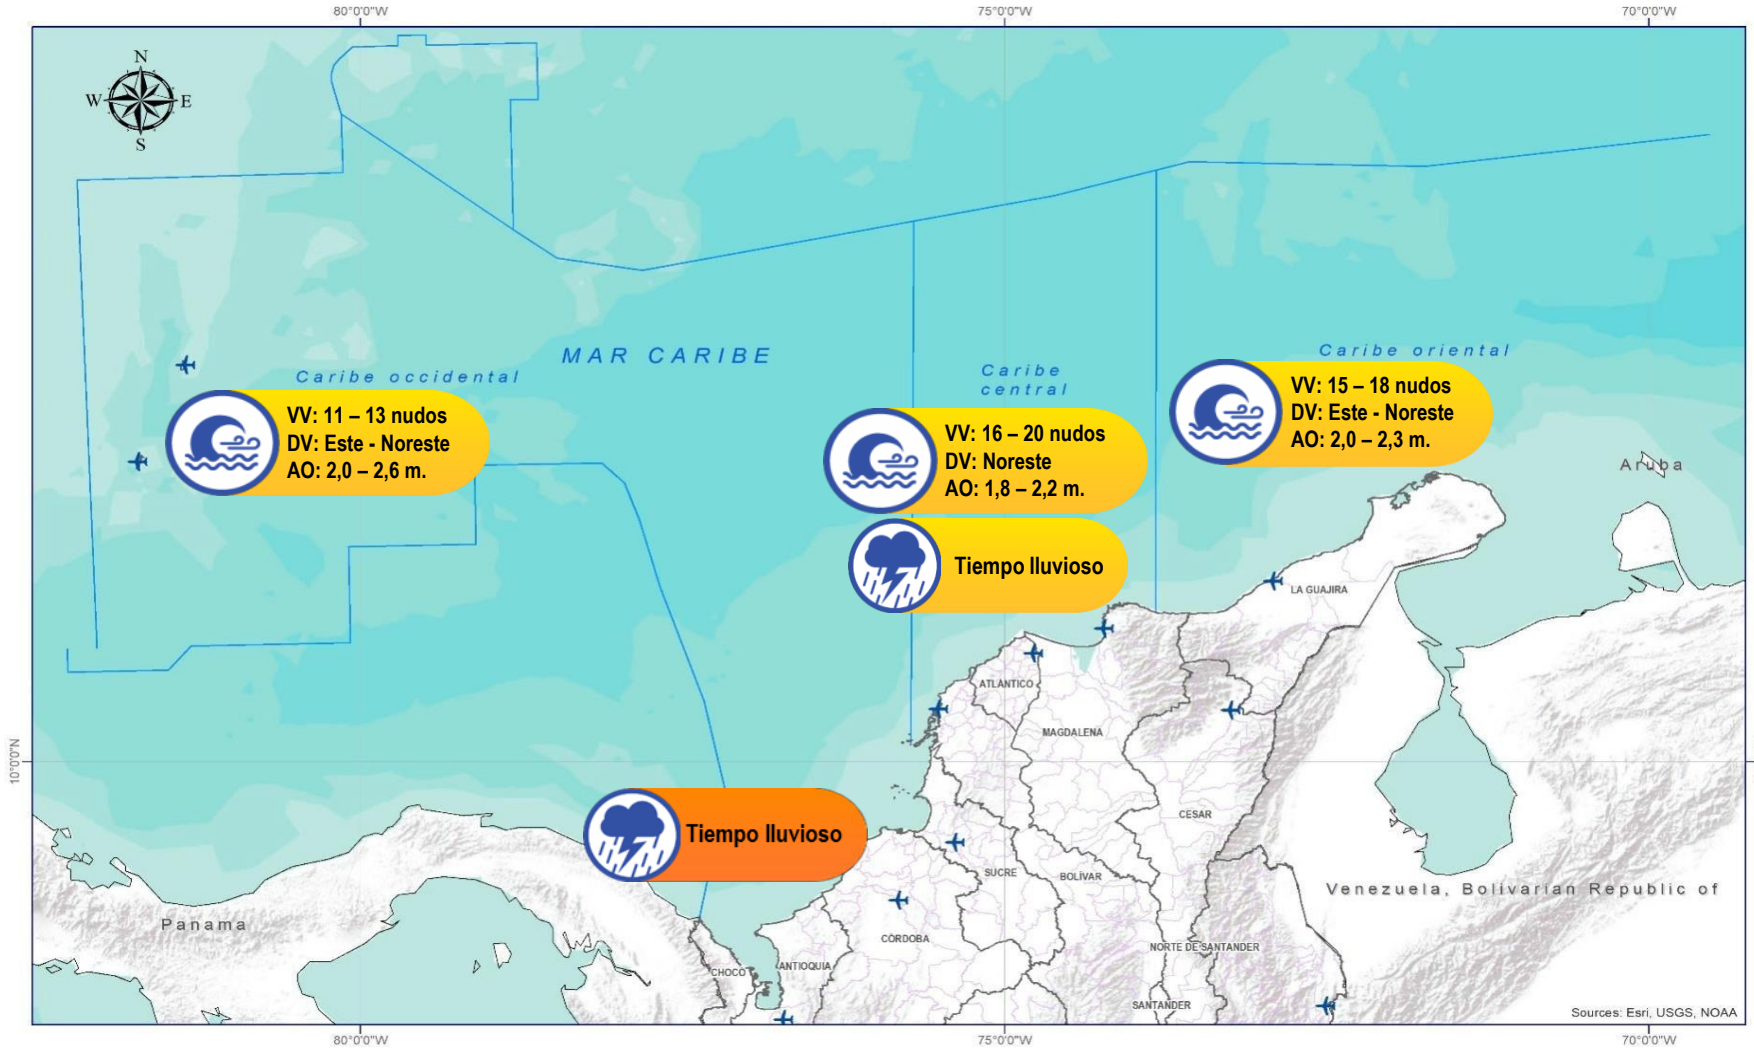 80°0'0"W
75°0'0"W
70°0'0"W
N
W
E
S
MAR CARIBE
Caribe occidental
Caribe
central
Caribe oriental
VV: 11 – 13 nudos
DV: Este - Noreste
AO: 2,0 – 2,6 m.
VV: 16 – 20 nudos
DV: Noreste
AO: 1,8 – 2,2 m.
VV: 15 – 18 nudos
DV: Este - Noreste
AO: 2,0 – 2,3 m.
Aruba
Tiempo lluvioso
LA GUAJIRA
ATLÁNTICO
MAGDALENA
10°0'0"N
CESAR
Tiempo lluvioso
SUCRE
BOLÍVAR
Venezuela, Bolivarian Republic of
Panama
CÓRDOBA
NORTE DE SANTANDER
CHOCÓ
ANTIOQUIA
SANTANDER
Sources: Esri, USGS, NOAA
80°0'0"W
75°0'0"W
70°0'0"W